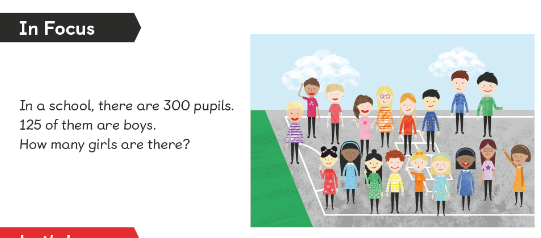 In Focus
In a school, there are 300 pupils.
125 of them are boys.
How many girls are there?